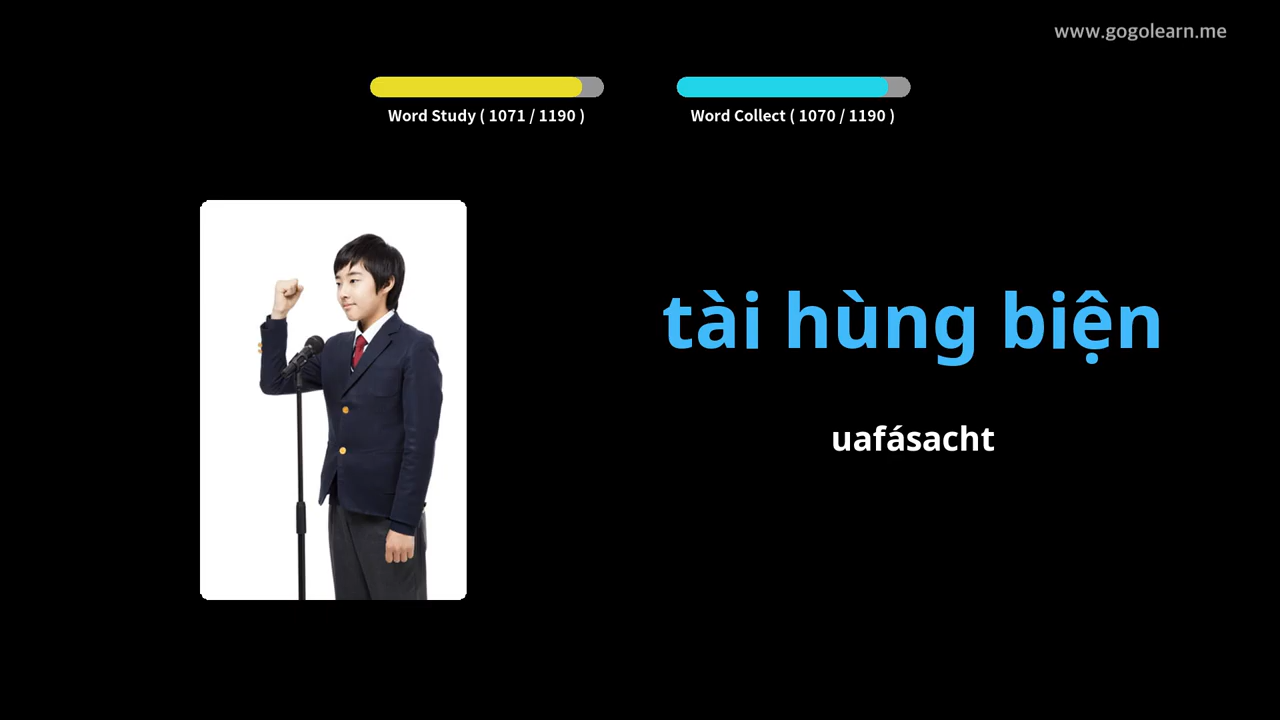 www.gogolearn.me
Word Study ( 1071 / 1190 )
Word Collect ( 1070 / 1190 )
tài hùng biện
uafásacht